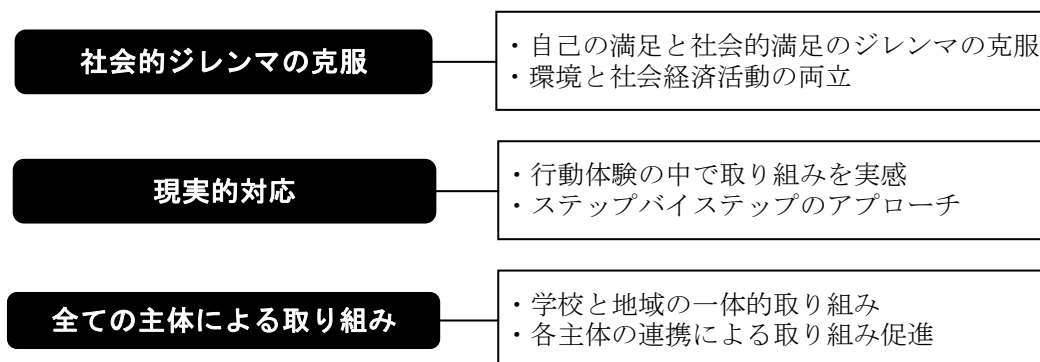 社会的ジレンマの克服
・自己の満足と社会的満足のジレンマの克服
・環境と社会経済活動の両立
現実的対応
・行動体験の中で取り組みを実感
・ステップバイステップのアプローチ
全ての主体による取り組み
・学校と地域の一体的取り組み
・各主体の連携による取り組み促進